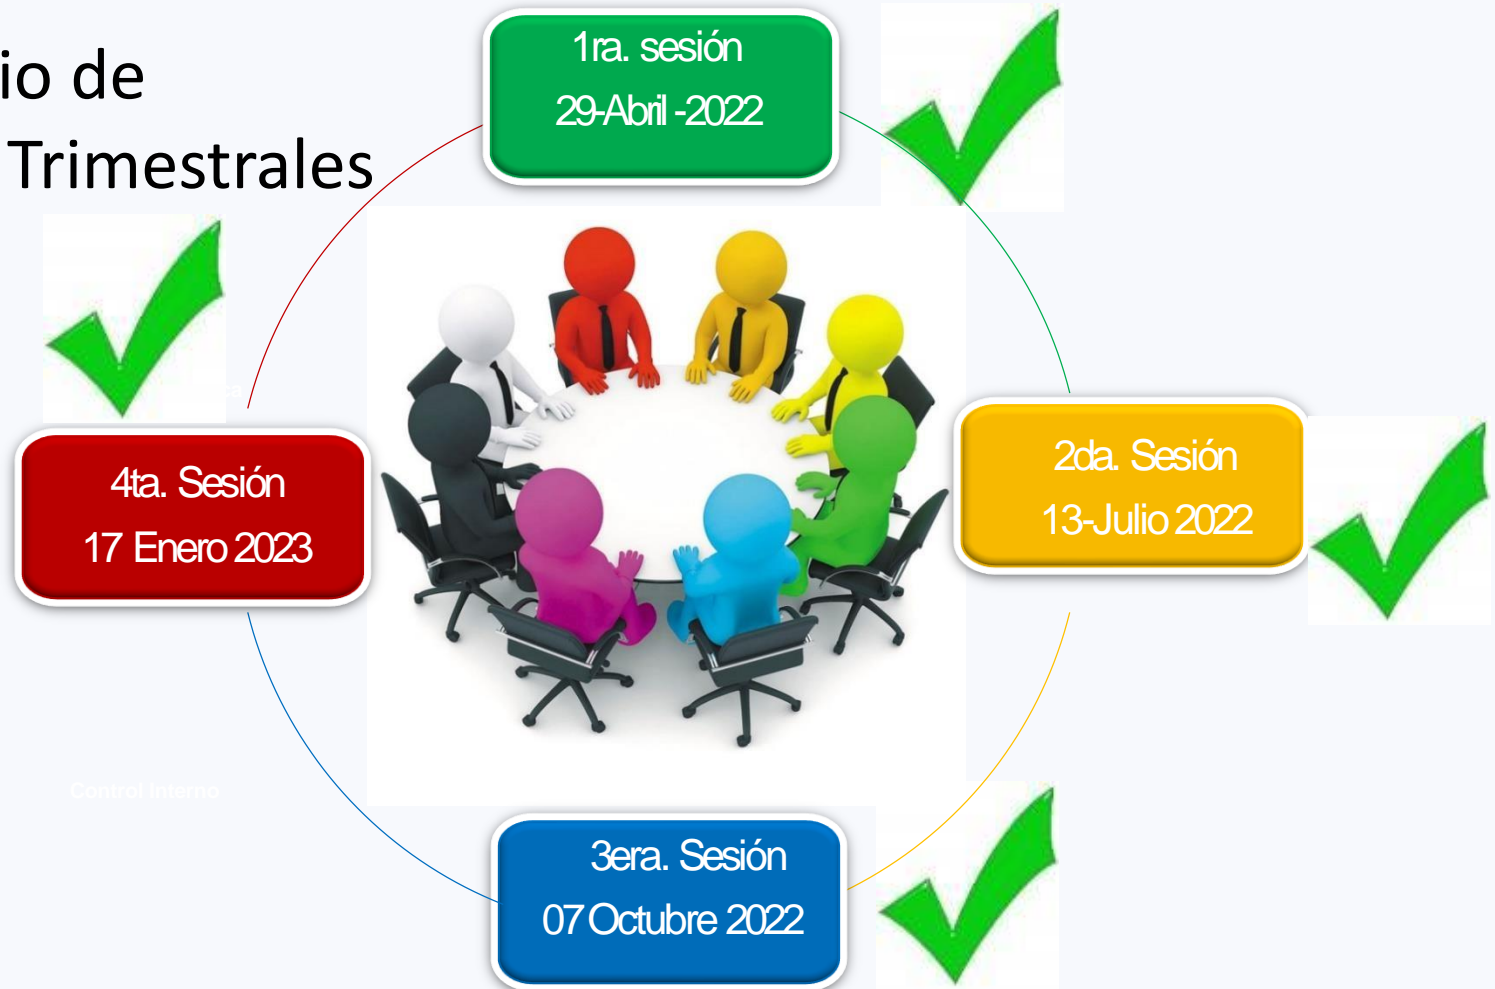 io de
Trimestrales
1ra. sesión
29-Abril -2022
2da. Sesión
13-Julio 2022
3era. Sesión
07 Octubre 2022
4ta. Sesión
17 Enero 2023
Control Interno